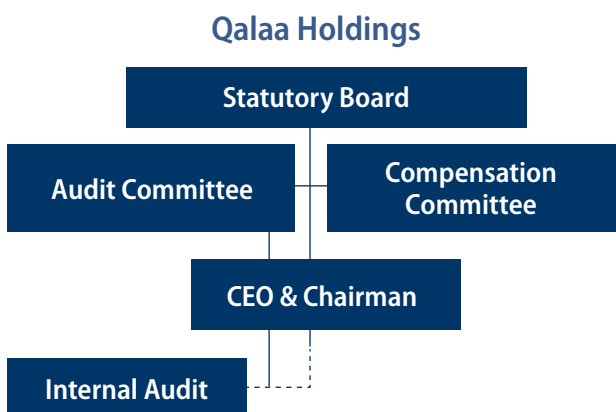 Qalaa Holdings
Statutory Board
Audit Committee
Compensation
Committee
CEO & Chairman
Internal Audit